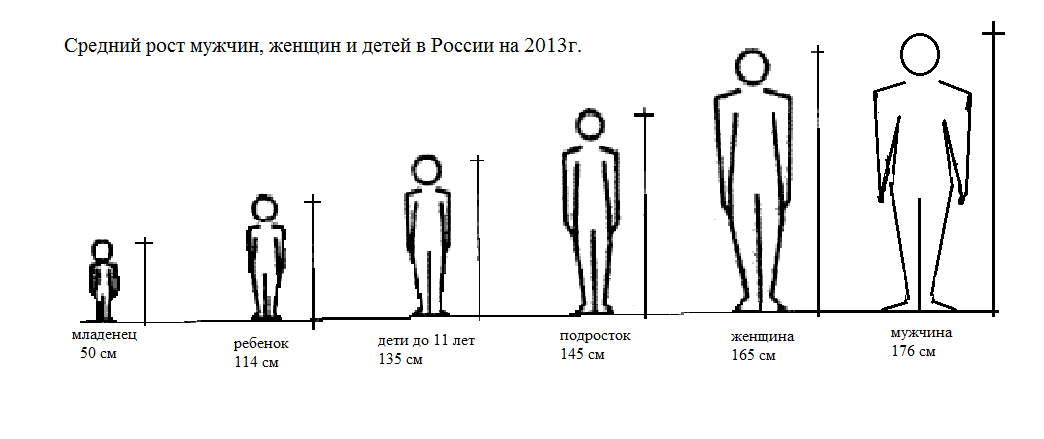 Средний рост мужчин, женщин и детей в России на 2013г.
младенец
50 см
ребенок
114 см
дети до 11 лет
135 см
подросток
145 см
женщина
165 см
мужчина
176 см